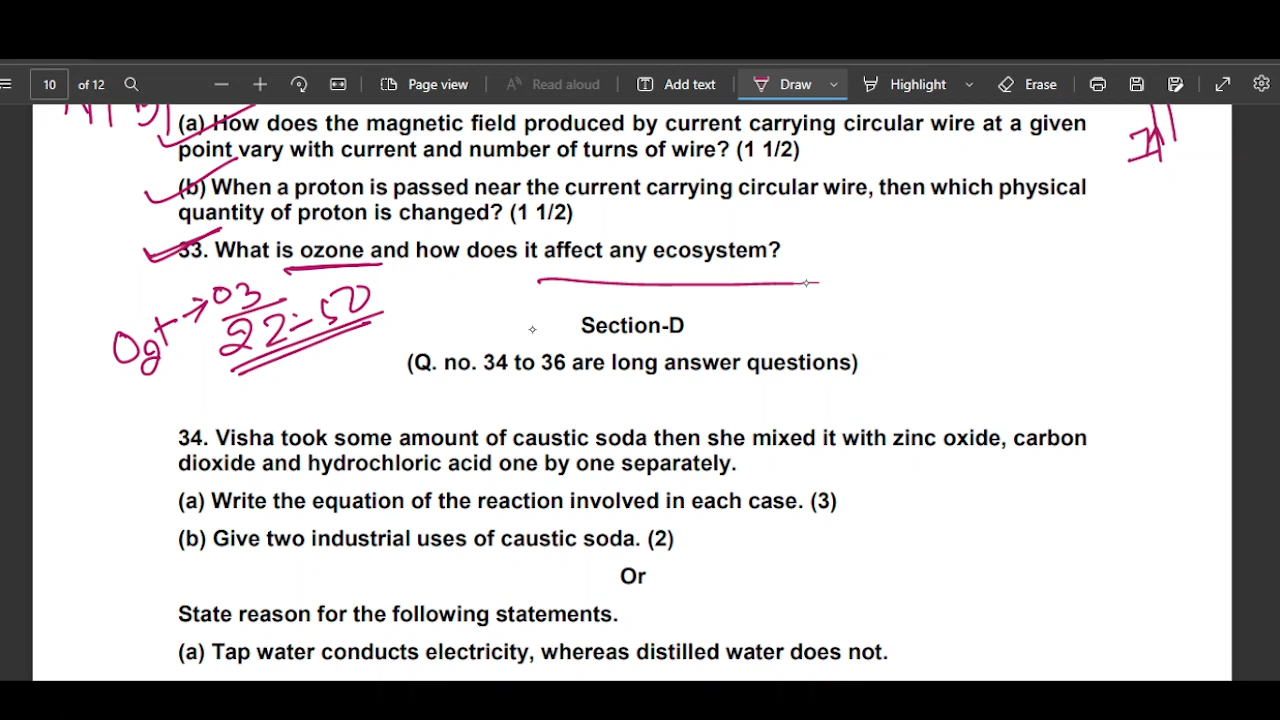 10 of 12 Page view Read aloud Add text Draw Highlight Erase
(a) How does the magnetic field produced by current carrying circular wire at a given
point vary with current and number of turns of wire? (1 1/2)
(b) When a proton is passed near the current carrying circular wire, then which physical
quantity of proton is changed? (1 1/2)
33. What is ozone and how does it affect any ecosystem?
03
22-50
Section-D
(Q. no. 34 to 36 are long answer questions)
34. Visha took some amount of caustic soda then she mixed it with zinc oxide, carbon
dioxide and hydrochloric acid one by one separately.
(a) Write the equation of the reaction involved in each case. (3)
(b) Give two industrial uses of caustic soda. (2)
Or
State reason for the following statements.
(a) Tap water conducts electricity, whereas distilled water does not.